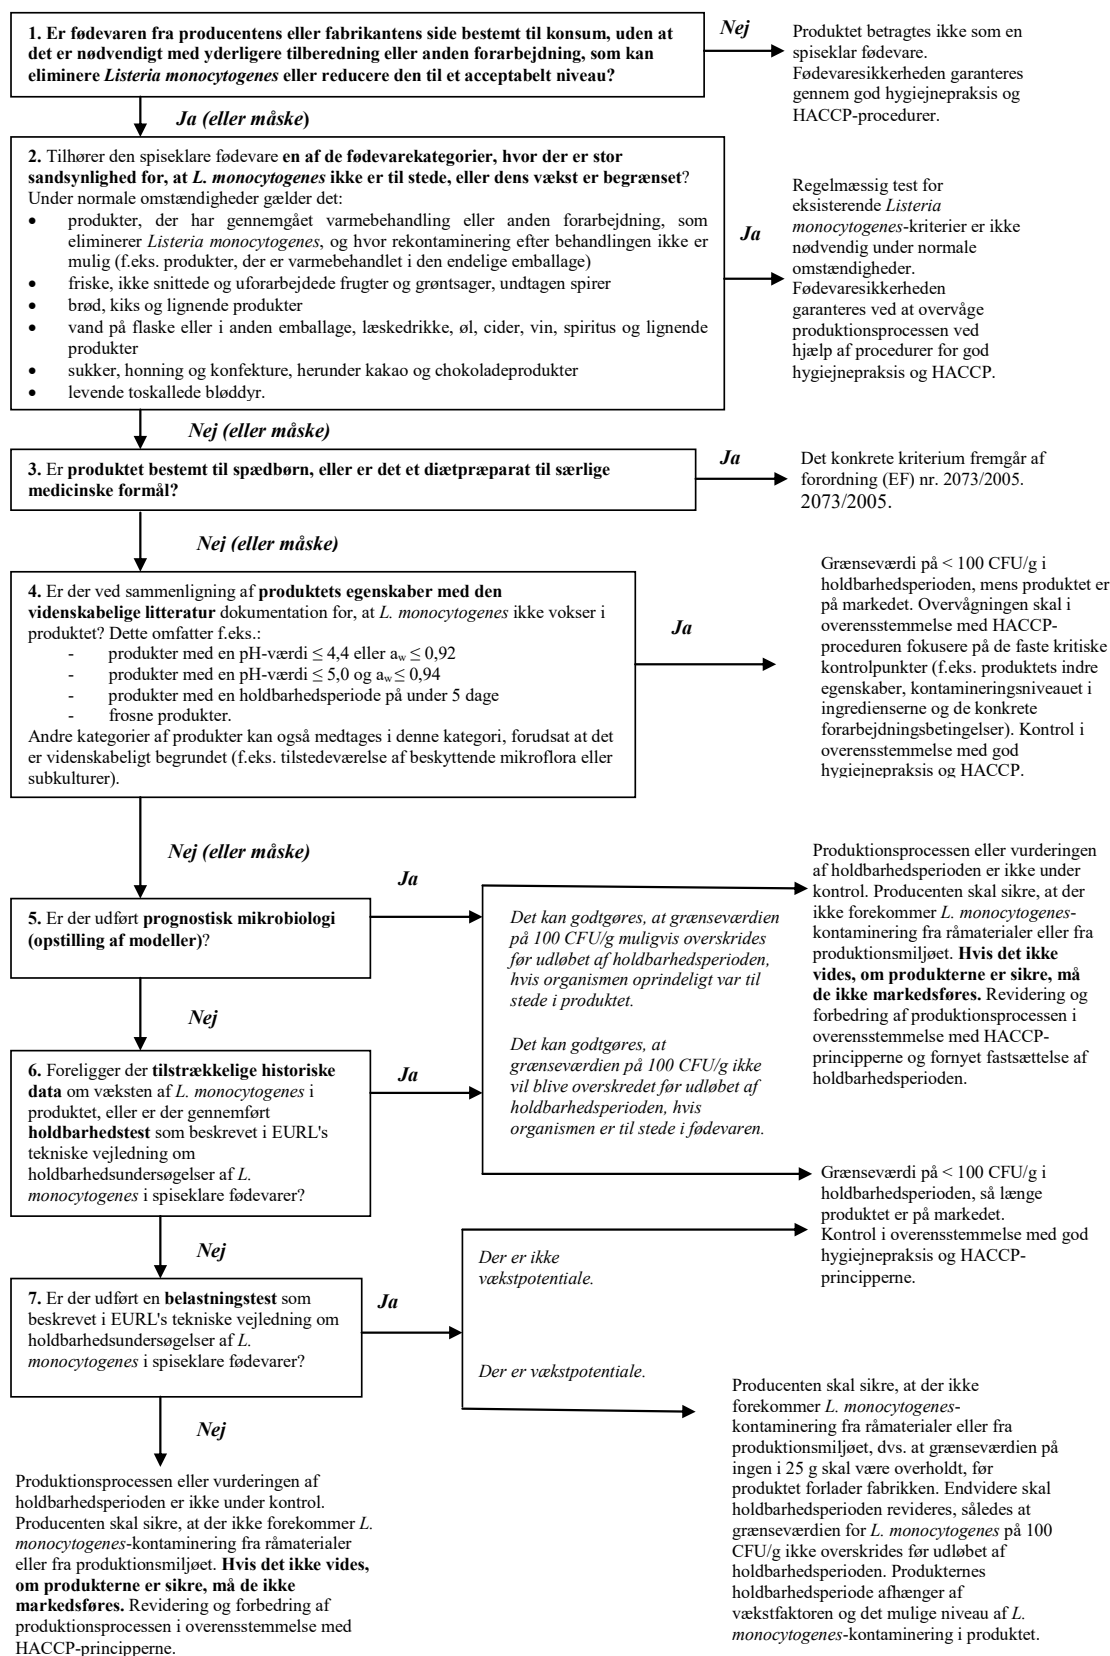 1. Er fødevaren fra producentens eller fabrikantens side bestemt til konsum, uden at
det er nødvendigt med yderligere tilberedning eller anden forarbejdning, som kan
eliminere Listeria monocytogenes eller reducere den til et acceptabelt niveau?
Nej
Produktet betragtes ikke som en
spiseklar fødevare.
Fødevaresikkerheden garanteres
gennem god hygiejnepraksis og
HACCP-procedurer.
Ja (eller måske)
2. Tilhører den spiseklare fødevare en af de fødevarekategorier, hvor der er stor
sandsynlighed for, at L. monocytogenes ikke er til stede, eller dens vækst er begrænset?
Under normale omstændigheder gælder det:
• produkter, der har gennemgået varmebehandling eller anden forarbejdning, som
eliminerer Listeria monocytogenes, og hvor rekontaminering efter behandlingen ikke er
mulig (f.eks. produkter, der er varmebehandlet i den endelige emballage)
• friske, ikke snittede og uforarbejdede frugter og grøntsager, undtagen spirer
• brød, kiks og lignende produkter
• vand på flaske eller i anden emballage, læskedrikke, øl, cider, vin, spiritus og lignende
produkter
• sukker, honning og konfekture, herunder kakao og chokoladeprodukter
• levende toskallede bløddyr.
Ja
Regelmæssig test for
eksisterende Listeria
monocytogenes-kriterier er ikke
nødvendig under normale
omstændigheder.
Fødevaresikkerheden
garanteres ved at overvåge
produktionsprocessen ved
hjælp af procedurer for god
hygiejnepraksis og HACCP.
Nej (eller måske)
3. Er produktet bestemt til spædbørn, eller er det et diætpræparat til særlige
medicinske formål?
Ja
Det konkrete kriterium fremgår af
forordning (EF) nr. 2073/2005.
2073/2005.
Nej (eller måske)
4. Er der ved sammenligning af produktets egenskaber med den
videnskabelige litteratur dokumentation for, at L. monocytogenes ikke vokser i
produktet? Dette omfatter f.eks.:
- produkter med en pH-værdi ≤ 4,4 eller aw ≤ 0,92
- produkter med en pH-værdi ≤ 5,0 og aw ≤ 0,94
- produkter med en holdbarhedsperiode på under 5 dage
- frosne produkter.
Andre kategorier af produkter kan også medtages i denne kategori, forudsat at det
er videnskabeligt begrundet (f.eks. tilstedeværelse af beskyttende mikroflora eller
subkulturer).
Ja
Grænseværdi på < 100 CFU/g i
holdbarhedsperioden, mens produktet er
på markedet. Overvågningen skal i
overensstemmelse med HACCP-
proceduren fokusere på de faste kritiske
kontrolpunkter (f.eks. produktets indre
egenskaber, kontamineringsniveauet i
ingredienserne og de konkrete
forarbejdningsbetingelser). Kontrol i
overensstemmelse med god
hygiejnepraksis og HACCP.
Nej (eller måske)
5. Er der udført prognostisk mikrobiologi
(opstilling af modeller)?
Ja
Det kan godtgøres, at grænseværdien
på 100 CFU/g muligvis overskrides
før udløbet af holdbarhedsperioden,
hvis organismen oprindeligt var til
stede i produktet.
Produktionsprocessen eller vurderingen
af holdbarhedsperioden er ikke under
kontrol. Producenten skal sikre, at der
ikke forekommer L. monocytogenes-
kontaminering fra råmaterialer eller fra
produktionsmiljøet. Hvis det ikke
vides, om produkterne er sikre, må
de ikke markedsføres. Revidering og
forbedring af produktionsprocessen i
overensstemmelse med HACCP-
principperne og fornyet fastsættelse af
holdbarhedsperioden.
Nej
6. Foreligger der tilstrækkelige historiske
data om væksten af L. monocytogenes i
produktet, eller er der gennemført
holdbarhedstest som beskrevet i EURL's
tekniske vejledning om
holdbarhedsundersøgelser af L.
monocytogenes i spiseklare fødevarer?
Ja
Det kan godtgøres, at
grænseværdien på 100 CFU/g ikke
vil blive overskredet før udløbet af
holdbarhedsperioden, hvis
organismen er til stede i fødevaren.
Grænseværdi på < 100 CFU/g i
holdbarhedsperioden, så længe
produktet er på markedet.
Kontrol i overensstemmelse med god
hygiejnepraksis og HACCP-
principperne.
Nej
7. Er der udført en belastningstest som
beskrevet i EURL's tekniske vejledning om
holdbarhedsundersøgelser af L.
monocytogenes i spiseklare fødevarer?
Ja
Der er ikke
vækstpotentiale.
Der er vækstpotentiale.
Producenten skal sikre, at der ikke
forekommer L. monocytogenes-
kontaminering fra råmaterialer eller fra
produktionsmiljøet, dvs. at grænseværdien på
ingen i 25 g skal være overholdt, før
produktet forlader fabrikken. Endvidere skal
holdbarhedsperioden revideres, således at
grænseværdien for L. monocytogenes på 100
CFU/g ikke overskrides før udløbet af
holdbarhedsperioden. Produkternes
holdbarhedsperiode afhænger af
vækstfaktoren og det mulige niveau af L.
monocytogenes-kontaminering i produktet.
Nej
Produktionsprocessen eller vurderingen af
holdbarhedsperioden er ikke under kontrol.
Producenten skal sikre, at der ikke forekommer L.
monocytogenes-kontaminering fra råmaterialer
eller fra produktionsmiljøet. Hvis det ikke vides,
om produkterne er sikre, må de ikke
markedsføres. Revidering og forbedring af
produktionsprocessen i overensstemmelse med
HACCP-principperne.